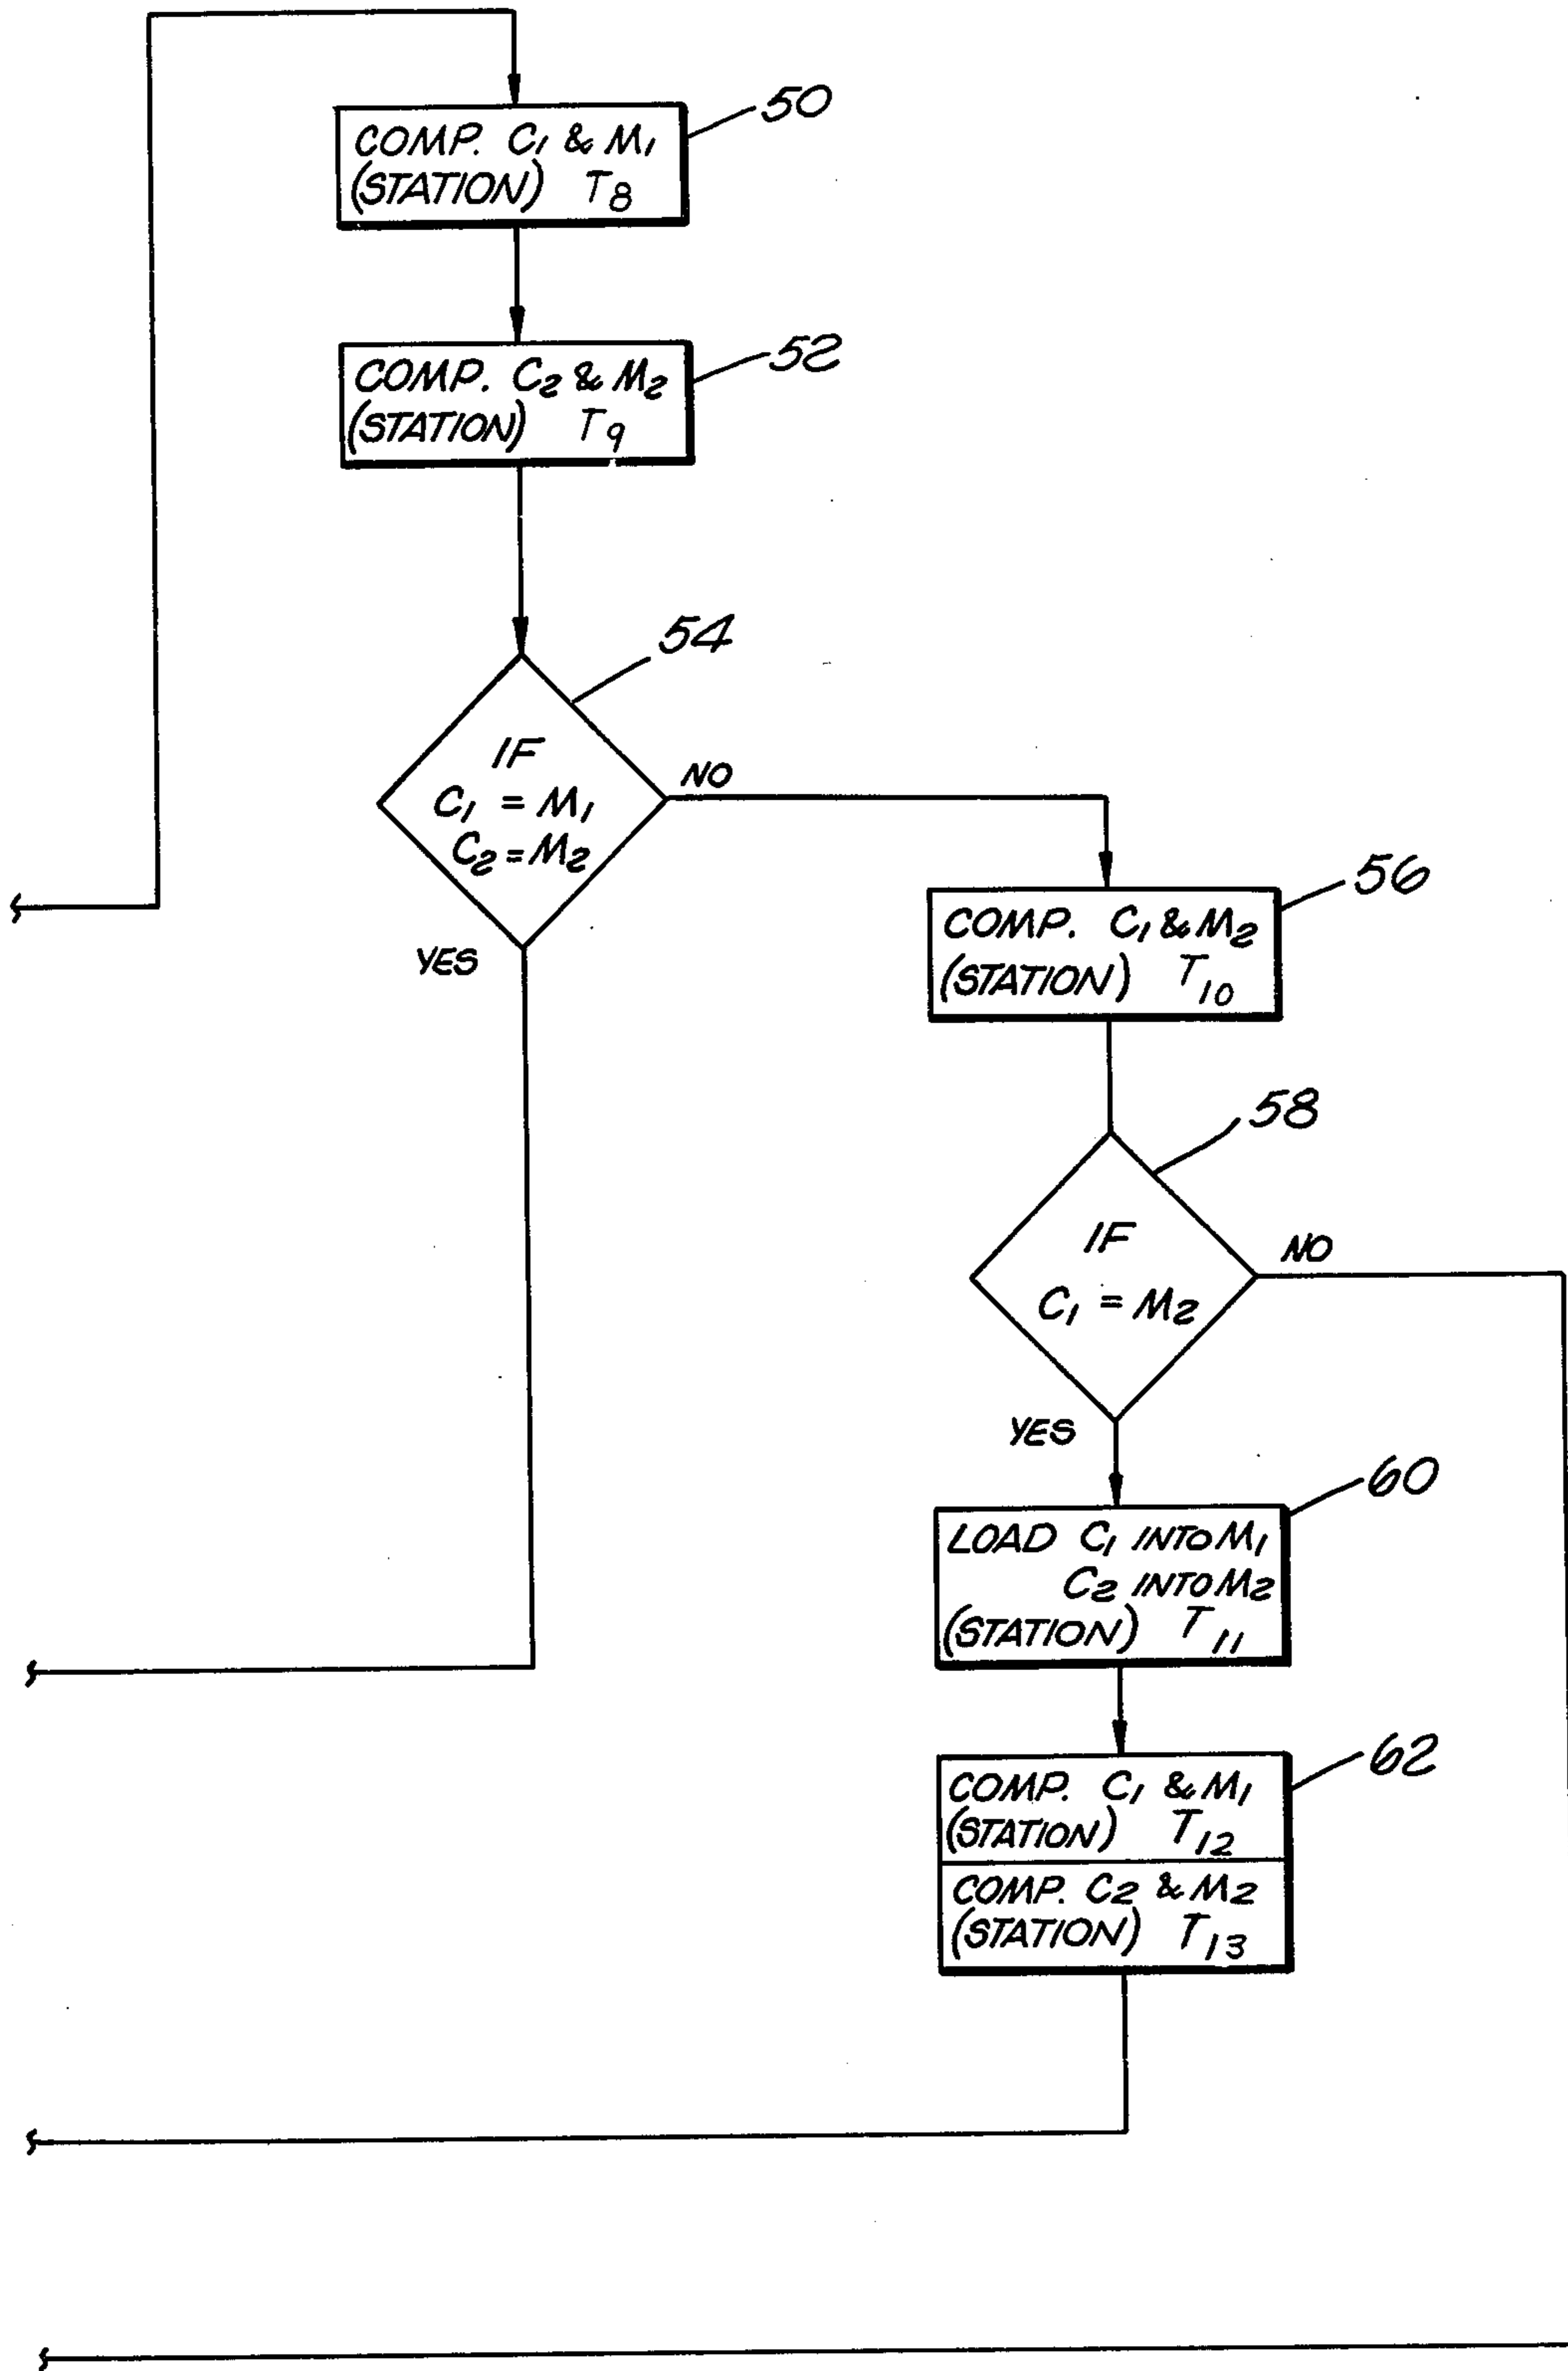 50
COMP. C1 & M1
(STATION) T8
52
COMP. C2 & M2
(STATION) T9
54
IF
C1 = M1
C2 = M2
NO
YES
56
COMP. C1 & M2
(STATION) T10
58
IF
C1 = M2
NO
YES
60
LOAD C1 INTO M1
C2 INTO M2
(STATION) T11
62
COMP. C1 & M1
(STATION) T12
COMP. C2 & M2
(STATION) T13